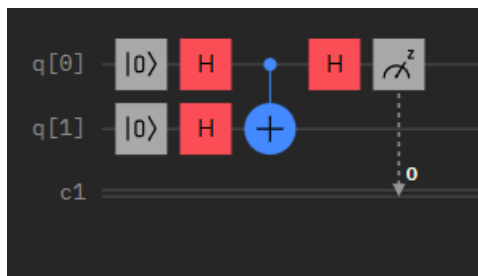 q[0] |0⟩ H H z
q[1] |0⟩ H +
0
c1